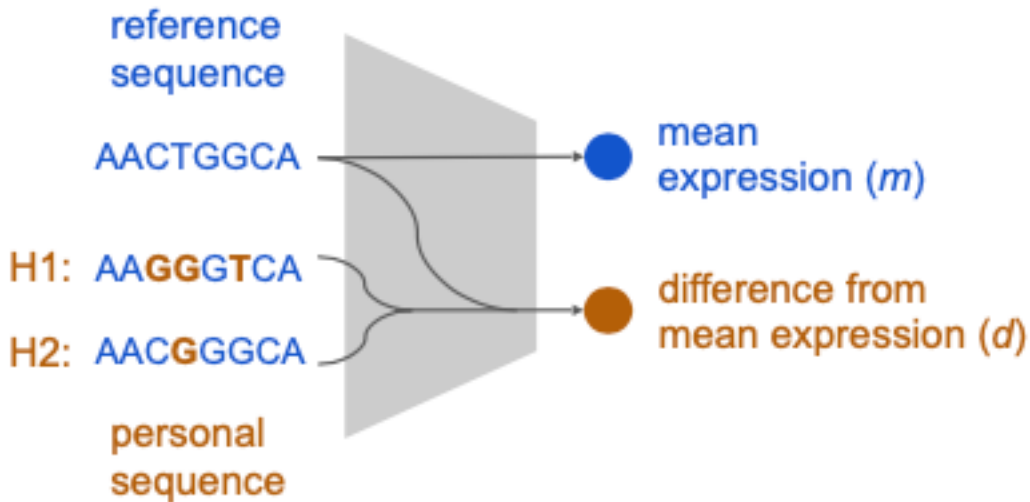 reference
sequence
AACTGGCA
mean
expression (m)
H1: AAGGGTCA
difference from
mean expression (d)
H2: AACGGGCA
personal
sequence